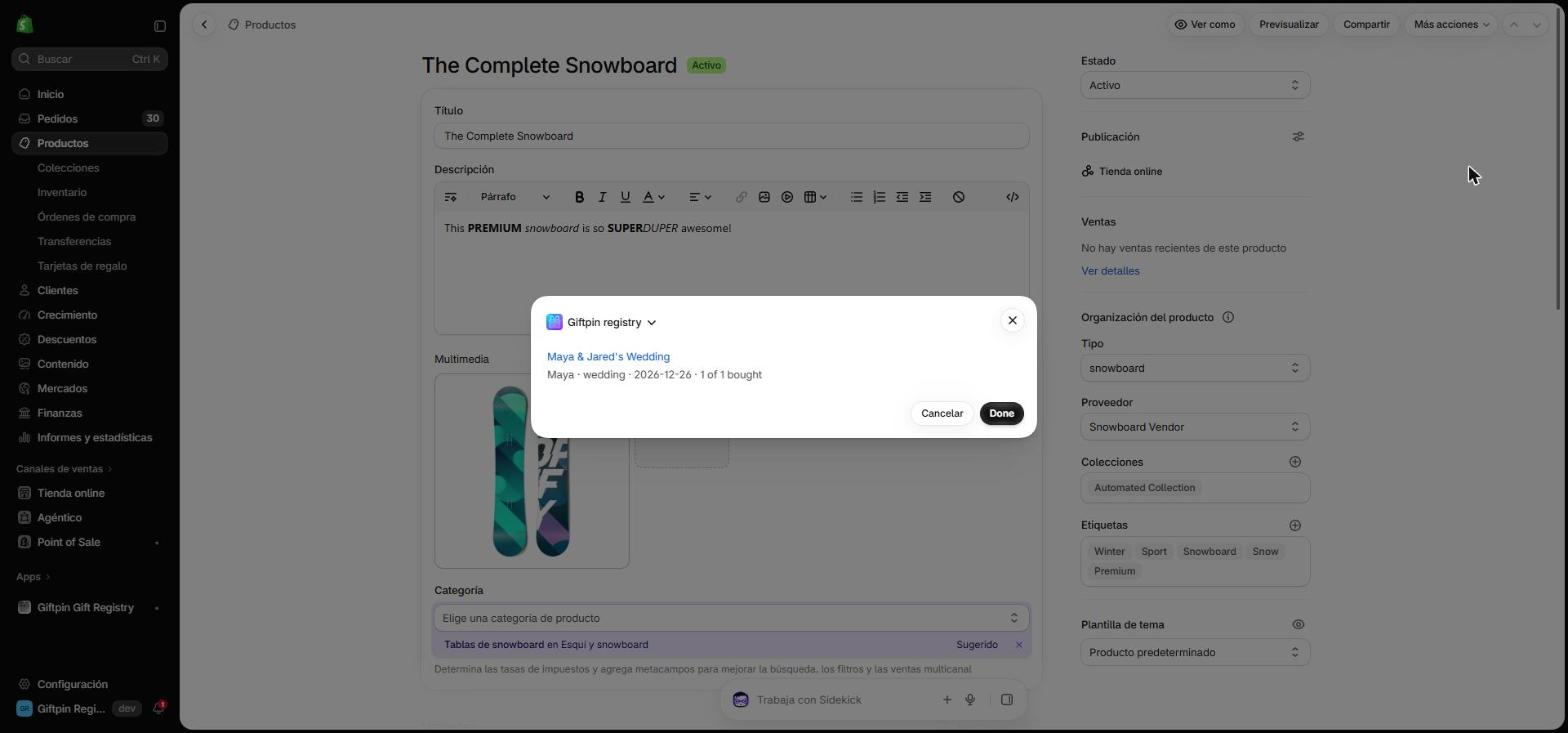 Productos
Ver como
Previsualizar
Compartir
Más acciones
Buscar
Ctrl K
Inicio
Pedidos
30
Productos
Colecciones
Inventario
Órdenes de compra
Transferencias
Tarjetas de regalo
Clientes
Crecimiento
Descuentos
Contenido
Mercados
Finanzas
Informes y estadísticas
Canales de ventas
Tienda online
Agéntico
Point of Sale
Apps
Giftpin Gift Registry
Configuración
GR
Giftpin Regi...
dev
1
The Complete Snowboard
Activo
Título
The Complete Snowboard
Descripción
Párrafo
B I U A
This PREMIUM snowboard is so SUPERDUPER awesome!
Multimedia
Giftpin registry
Maya & Jared's Wedding
Maya · wedding · 2026-12-26 · 1 of 1 bought
Cancelar
Done
Categoría
Elige una categoría de producto
Tablas de snowboard en Esquí y snowboard
Sugerido
Determina las tasas de impuestos y agrega metacampos para mejorar la búsqueda, los filtros y las ventas multicanal
Trabaja con Sidekick
Estado
Activo
Publicación
Tienda online
Ventas
No hay ventas recientes de este producto
Ver detalles
Organización del producto
Tipo
snowboard
Proveedor
Snowboard Vendor
Colecciones
Automated Collection
Etiquetas
Winter
Sport
Snowboard
Snow
Premium
Plantilla de tema
Producto predeterminado